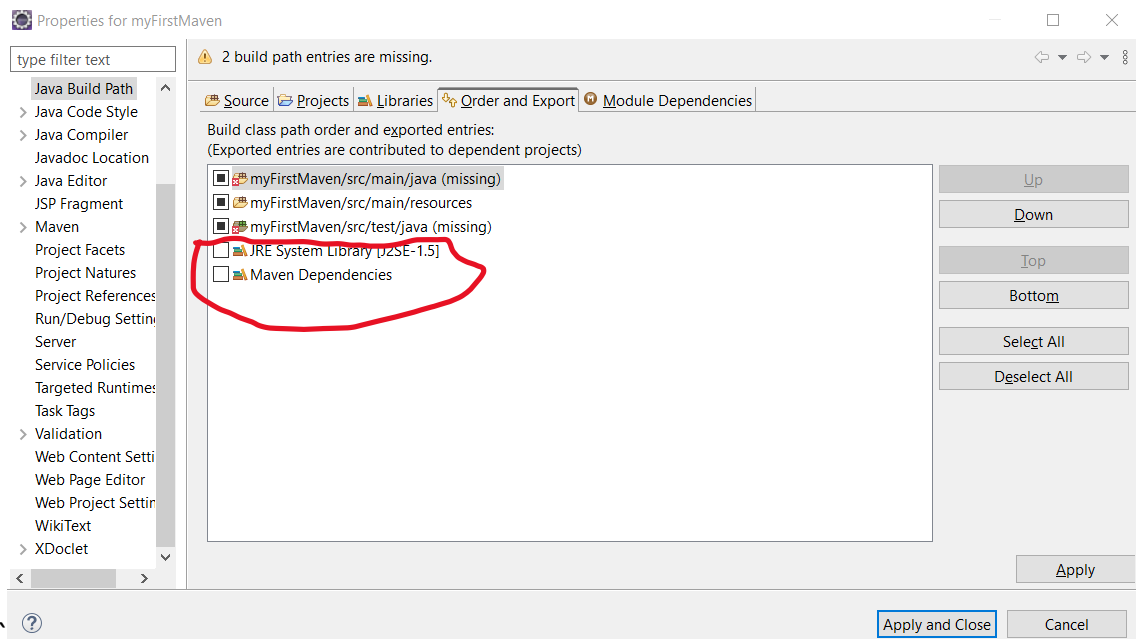 Properties for myFirstMaven
type filter text
Java Build Path
Java Code Style
Java Compiler
Javadoc Location
Java Editor
JSP Fragment
Maven
Project Facets
Project Natures
Project References
Run/Debug Setting
Server
Service Policies
Targeted Runtimes
Task Tags
Validation
Web Content Setti
Web Page Editor
Web Project Settin
WikiText
XDoclet
2 build path entries are missing.
Source Projects Libraries Order and Export Module Dependencies
Build class path order and exported entries:
(Exported entries are contributed to dependent projects)
myFirstMaven/src/main/java (missing)
myFirstMaven/src/main/resources
myFirstMaven/src/test/java (missing)
JRE System Library [J2SE-1.5]
Maven Dependencies
Up
Down
Top
Bottom
Select All
Deselect All
Apply
Apply and Close Cancel